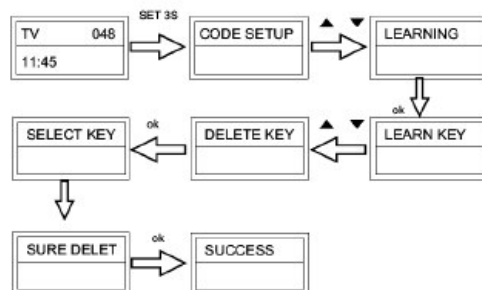 SET 3S
TV 048
11:45
CODE SETUP
▲ ▼
LEARNING
ok
LEARN KEY
▲ ▼
DELETE KEY
ok
SELECT KEY
SURE DELET
ok
SUCCESS